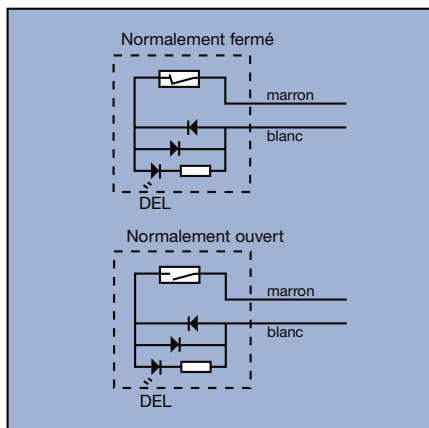 Normalement fermé
marron
blanc
DEL
Normalement ouvert
marron
blanc
DEL